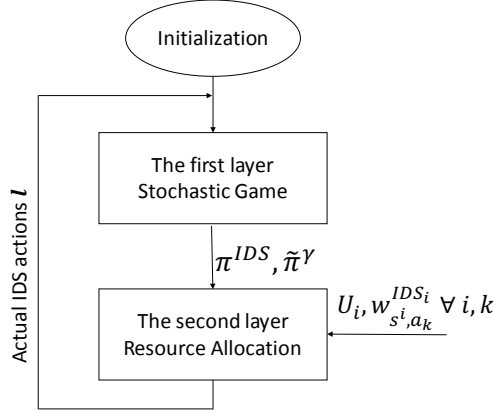 Initialization
The first layer
Stochastic Game
π^{IDS}, π̃^γ
U_i, w^{IDS_i}_{s^i,a_k} ∀ i, k
The second layer
Resource Allocation
Actual IDS actions l